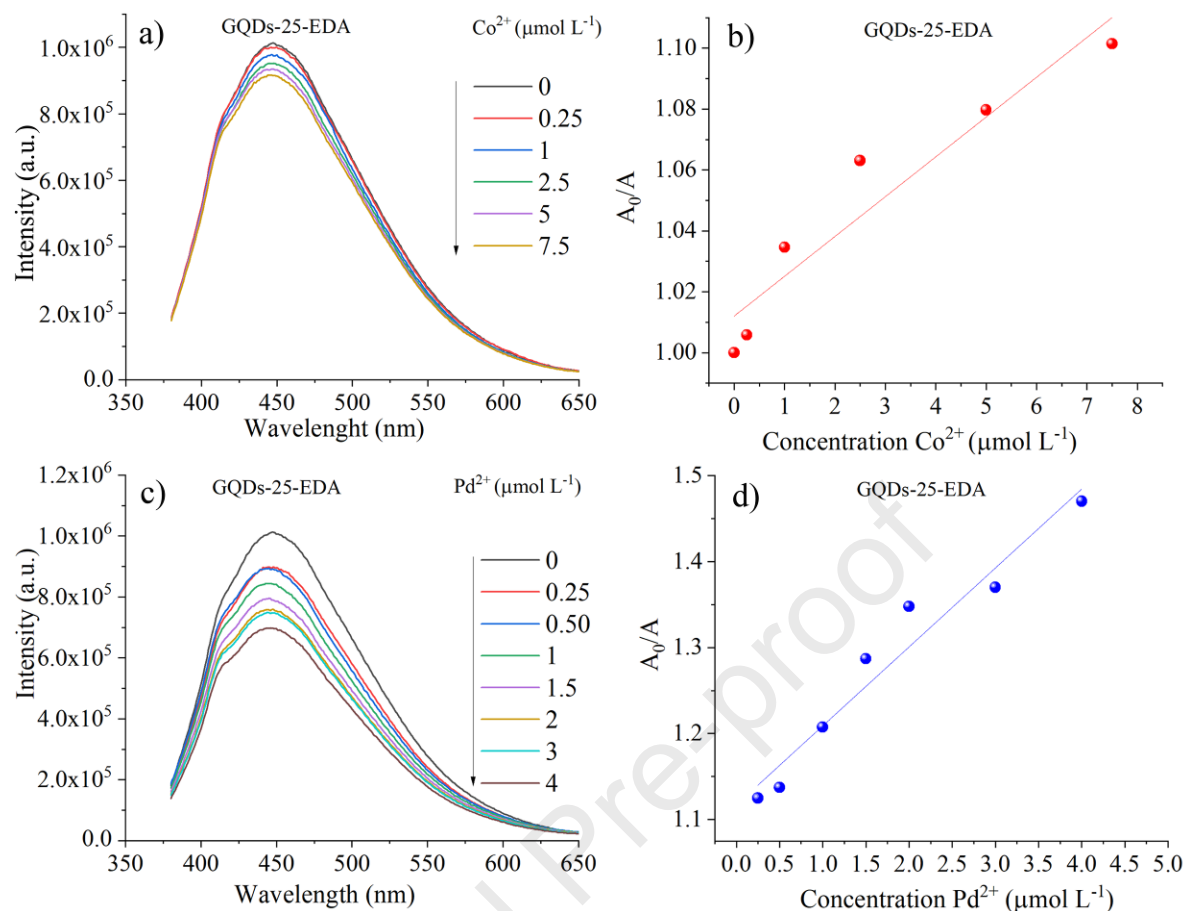 a)
GQDs-25-EDA
Co²⁺ (μmol L⁻¹)
0
0.25
1
2.5
5
7.5
1.0x10⁶
8.0x10⁵
6.0x10⁵
4.0x10⁵
2.0x10⁵
0.0
Intensity (a.u.)
350 400 450 500 550 600 650
Wavelenght (nm)
b)
GQDs-25-EDA
1.10
1.08
1.06
1.04
1.02
1.00
A₀/A
0 1 2 3 4 5 6 7 8
Concentration Co²⁺ (μmol L⁻¹)
c)
GQDs-25-EDA
Pd²⁺ (μmol L⁻¹)
0
0.25
0.50
1
1.5
2
3
4
1.2x10⁶
1.0x10⁶
8.0x10⁵
6.0x10⁵
4.0x10⁵
2.0x10⁵
0.0
Intensity (a.u.)
350 400 450 500 550 600 650
Wavelength (nm)
d)
GQDs-25-EDA
1.5
1.4
1.3
1.2
1.1
A₀/A
0.0 0.5 1.0 1.5 2.0 2.5 3.0 3.5 4.0 4.5 5.0
Concentration Pd²⁺ (μmol L⁻¹)
Pre-proof